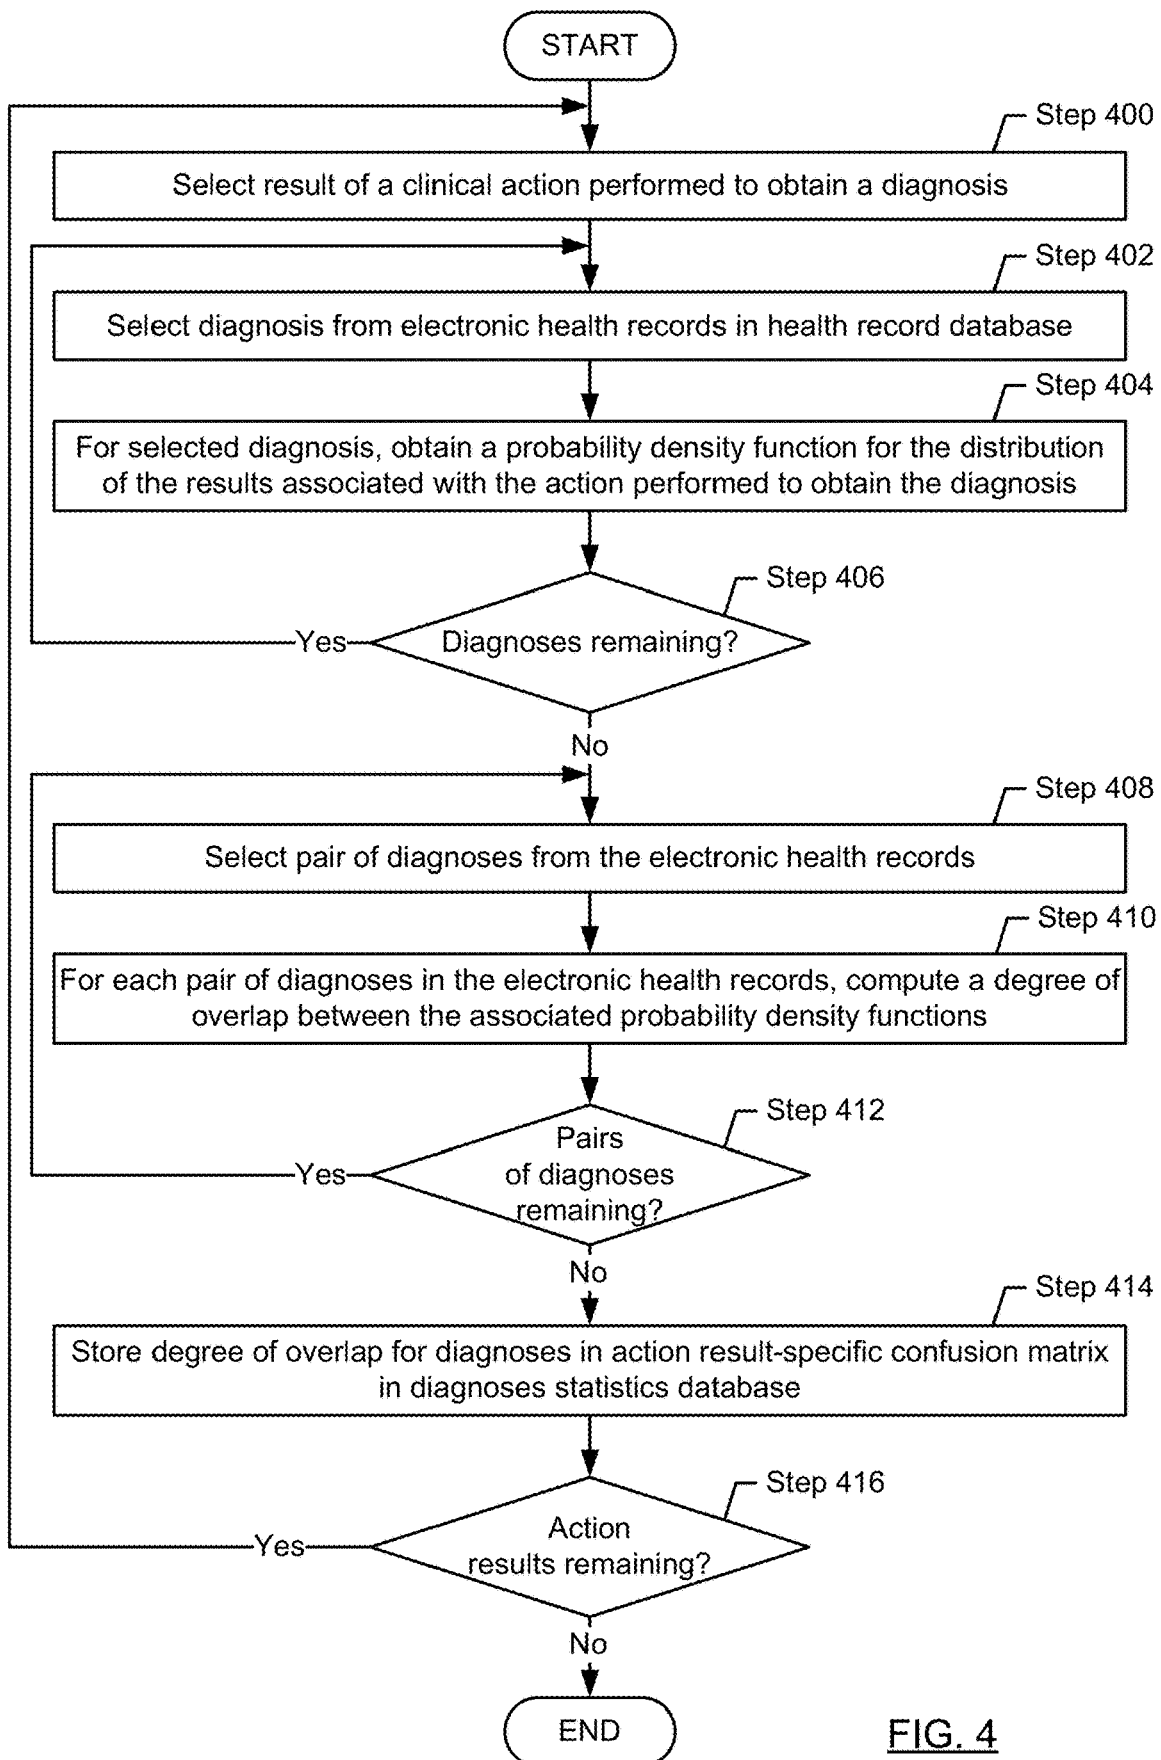 START
Step 400
Select result of a clinical action performed to obtain a diagnosis
Step 402
Select diagnosis from electronic health records in health record database
Step 404
For selected diagnosis, obtain a probability density function for the distribution
of the results associated with the action performed to obtain the diagnosis
Step 406
Diagnoses remaining?
Yes
No
Step 408
Select pair of diagnoses from the electronic health records
Step 410
For each pair of diagnoses in the electronic health records, compute a degree of
overlap between the associated probability density functions
Step 412
Pairs
of diagnoses
remaining?
Yes
No
Step 414
Store degree of overlap for diagnoses in action result-specific confusion matrix
in diagnoses statistics database
Step 416
Action
results remaining?
Yes
No
END
FIG. 4